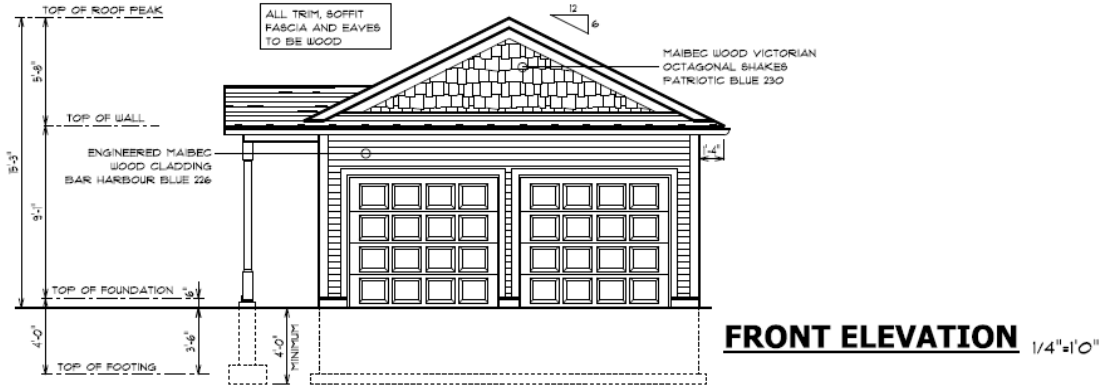 TOP OF ROOF PEAK
ALL TRIM, SOFFIT
FASCIA AND EAVES
TO BE WOOD
12
6
MAIBEC WOOD VICTORIAN
OCTAGONAL SHAKES
PATRIOTIC BLUE 230
5'-8"
TOP OF WALL
ENGINEERED MAIBEC
WOOD CLADDING
BAR HARBOUR BLUE 226
1'-4"
15'-3"
9'-1"
TOP OF FOUNDATION
6"
4'-0"
3'-6"
4'-0"
MINIMUM
TOP OF FOOTING
FRONT ELEVATION
1/4"=1'0"